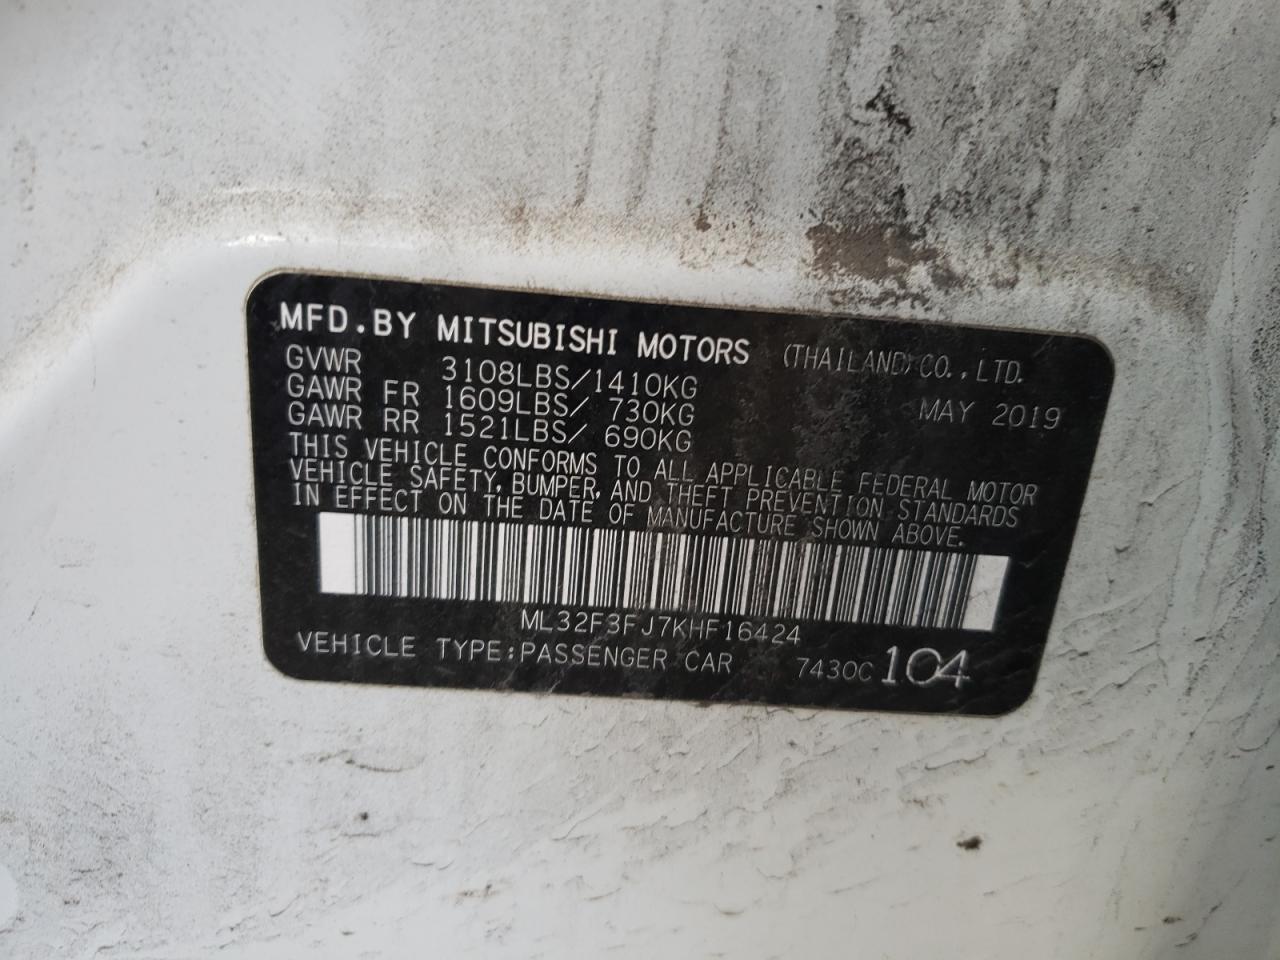 MFD.BY MITSUBISHI MOTORS (THAILAND) CO.,LTD.
GVWR 3108LBS/1410KG
GAWR FR 1609LBS/ 730KG MAY 2019
GAWR RR 1521LBS/ 690KG
THIS VEHICLE CONFORMS TO ALL APPLICABLE FEDERAL MOTOR
VEHICLE SAFETY, BUMPER, AND THEFT PREVENTION STANDARDS
IN EFFECT ON THE DATE OF MANUFACTURE SHOWN ABOVE.
ML32F3FJ7KHF16424
VEHICLE TYPE:PASSENGER CAR 7430C 104